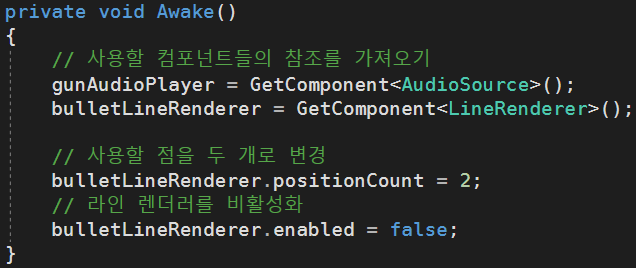 private void Awake()
{
// 사용할 컴포넌트들의 참조를 가져오기
gunAudioPlayer = GetComponent<AudioSource>();
bulletLineRenderer = GetComponent<LineRenderer>();
// 사용할 점을 두 개로 변경
bulletLineRenderer.positionCount = 2;
// 라인 렌더러를 비활성화
bulletLineRenderer.enabled = false;
}